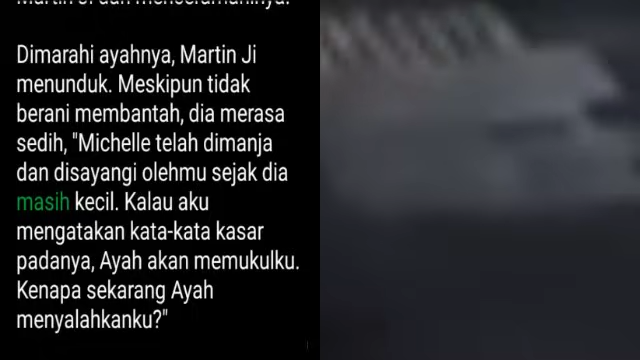 Dimarahi ayahnya, Martin Ji
menunduk. Meskipun tidak
berani membantah, dia merasa
sedih, "Michelle telah dimanja
dan disayangi olehmu sejak dia
masih kecil. Kalau aku
mengatakan kata-kata kasar
padanya, Ayah akan memukulku.
Kenapa sekarang Ayah
menyalahkanku?"